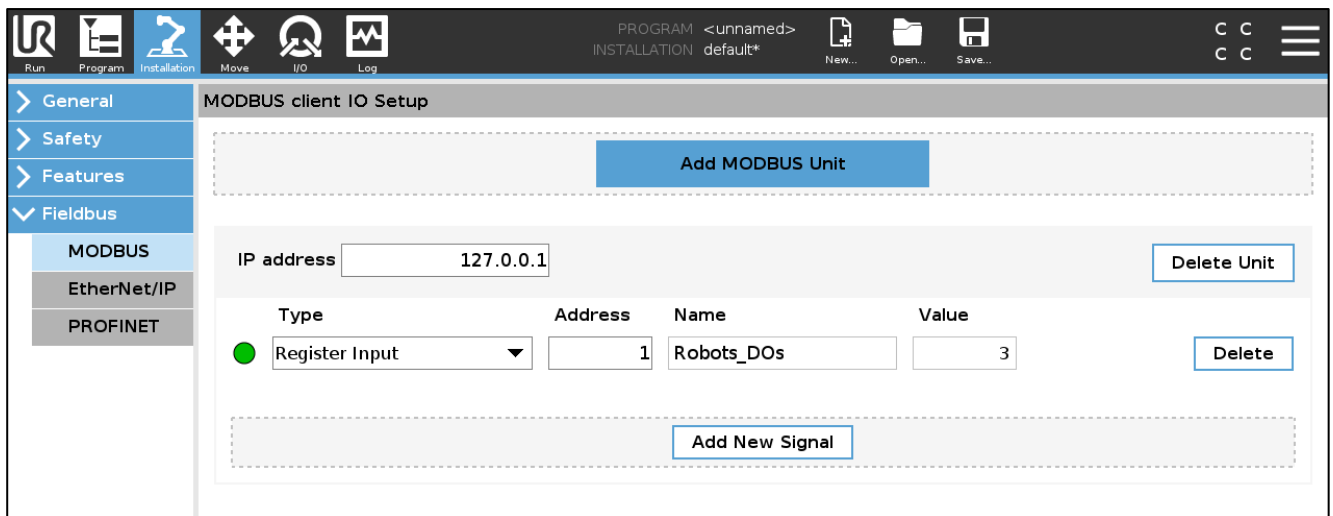 PROGRAM <unnamed>
INSTALLATION default*
C C
C C
Run Program Installation Move I/O Log New... Open... Save...
General
MODBUS client IO Setup
Safety
Add MODBUS Unit
Features
Fieldbus
MODBUS
IP address 127.0.0.1 Delete Unit
EtherNet/IP
PROFINET
Type Address Name Value
Register Input 1 Robots_DOs 3 Delete
Add New Signal